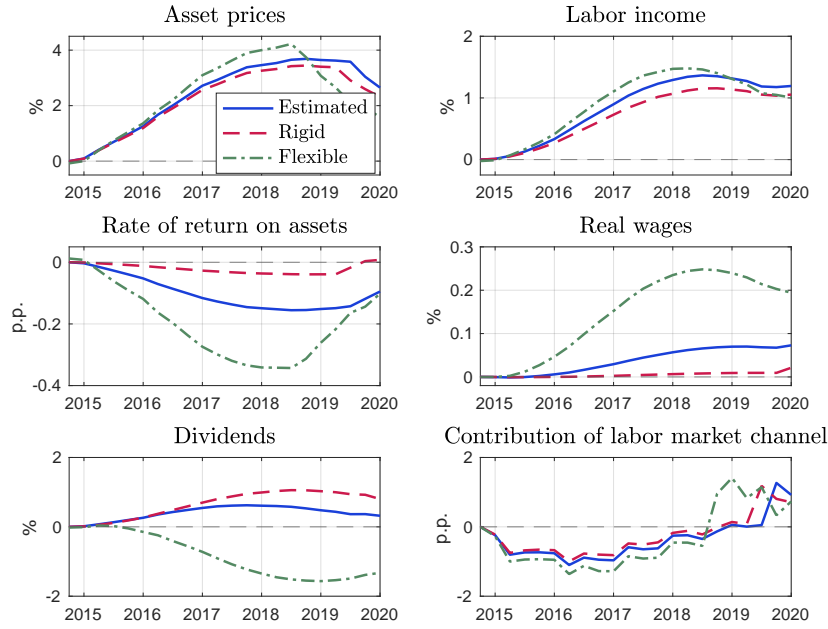 Asset prices
%
4
2
0
2015 2016 2017 2018 2019 2020
Estimated
Rigid
Flexible
Labor income
%
2
1
0
2015 2016 2017 2018 2019 2020
Rate of return on assets
p.p.
0
-0.2
-0.4
2015 2016 2017 2018 2019 2020
Real wages
%
0.3
0.2
0.1
0
2015 2016 2017 2018 2019 2020
Dividends
%
2
0
-2
2015 2016 2017 2018 2019 2020
Contribution of labor market channel
p.p.
2
0
-2
2015 2016 2017 2018 2019 2020